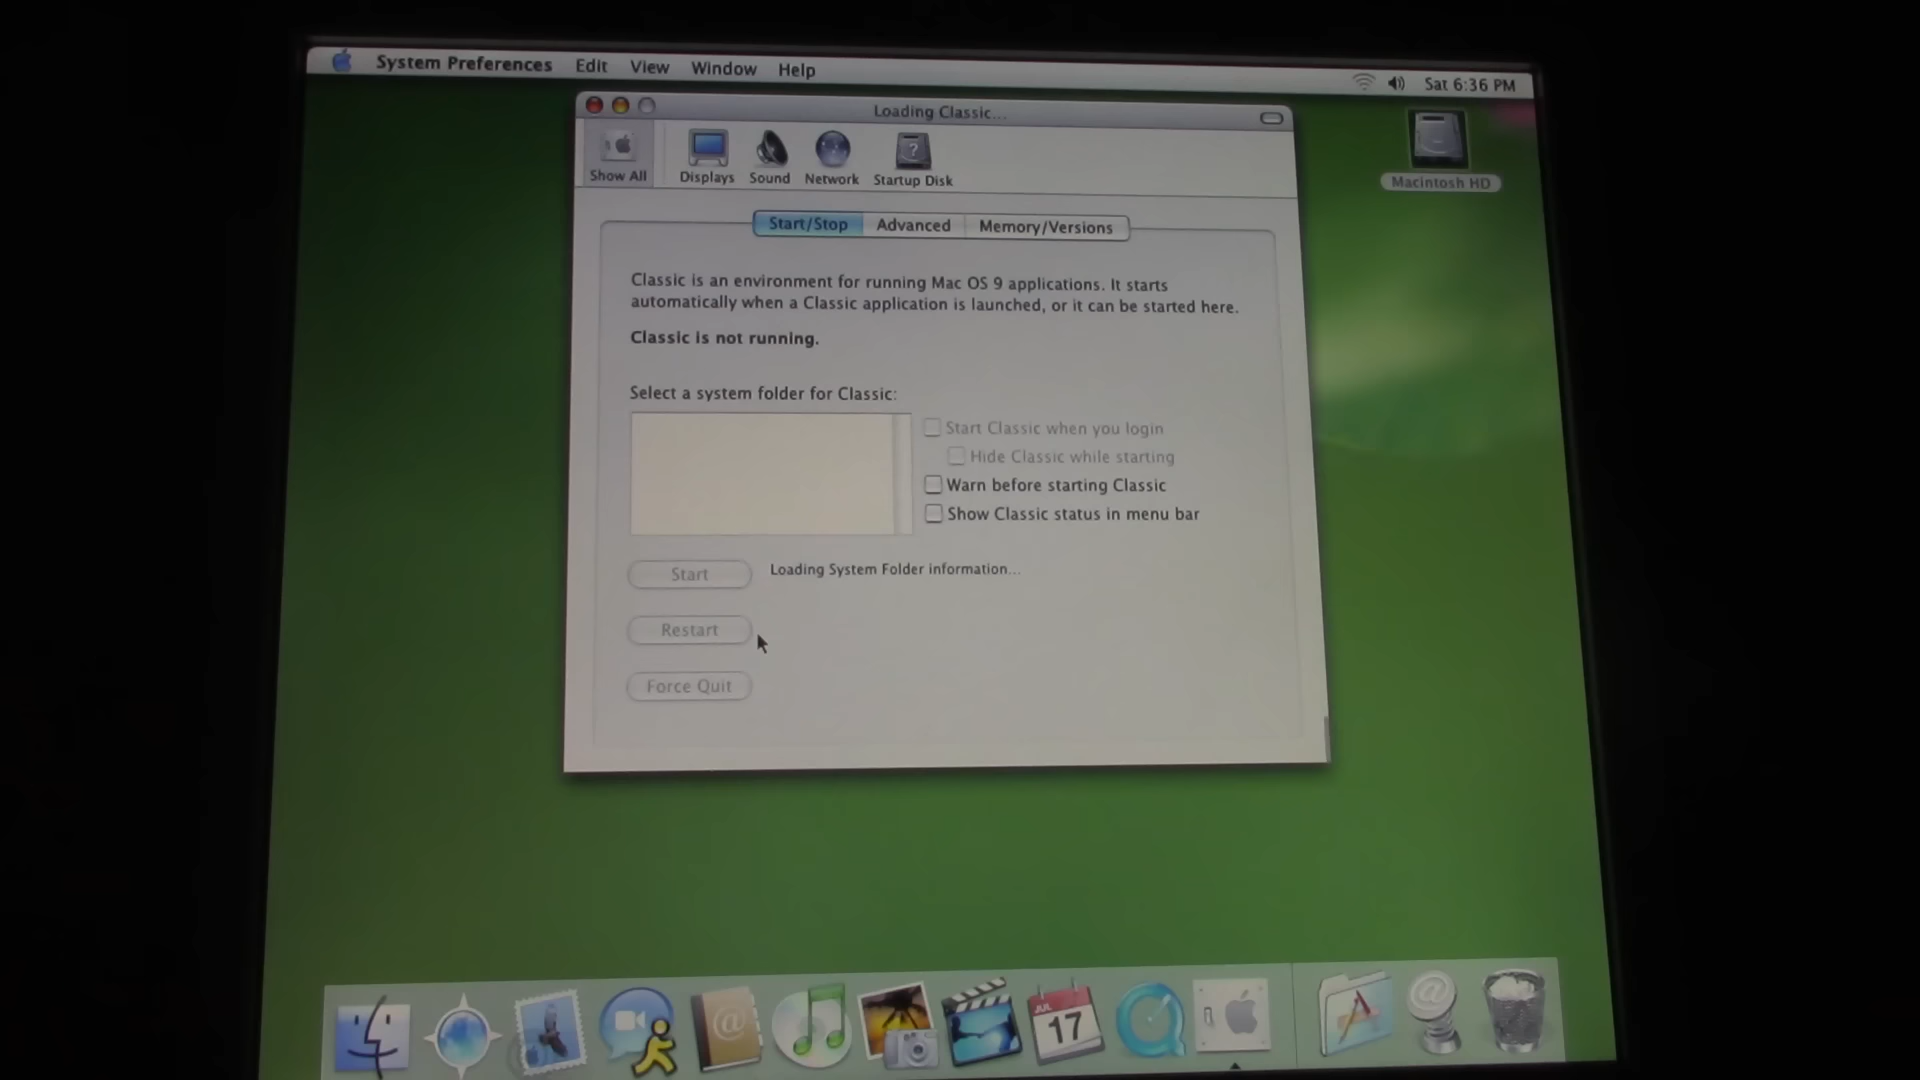 System Preferences Edit View Window Help Sat 6:36 PM
Loading Classic...
Show All Displays Sound Network Startup Disk
Macintosh HD
Start/Stop Advanced Memory/Versions
Classic is an environment for running Mac OS 9 applications. It starts
automatically when a Classic application is launched, or it can be started here.
Classic is not running.
Select a system folder for Classic:
Start Classic when you login
Hide Classic while starting
Warn before starting Classic
Show Classic status in menu bar
Start Loading System Folder information...
Restart
Force Quit
JUL
17